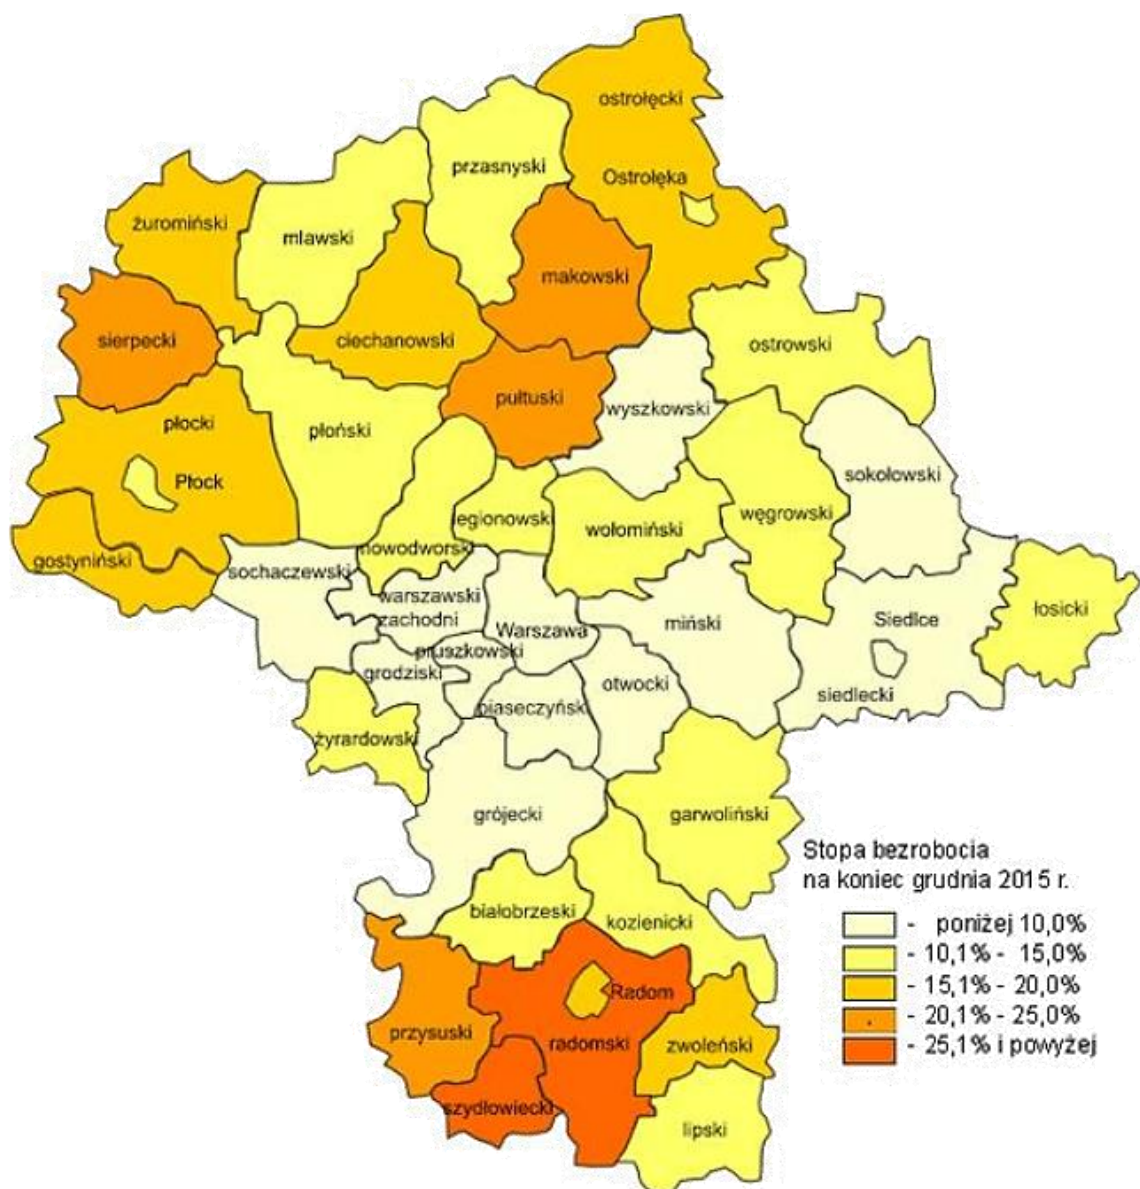 ostrołęcki
przasnyski
Ostrołęka
żuromiński
mlawski
makowski
sierpecki
ciechanowski
ostrowski
pułtuski
wyszkowski
płocki
płoński
sokołowski
Płock
legionowski
wołomiński
węgrowski
nowodworski
gostyniński
sochaczewski
warszawski
zachodni
łosicki
Siedlce
miński
Warszawa
pruszkowski
grodziski
otwocki
siedlecki
piaseczyński
żyrardowski
grójecki
garwoliński
Stopa bezrobocia
na koniec grudnia 2015 r.
białobrzeski
kozienicki
- poniżej 10,0%
- 10,1% - 15,0%
- 15,1% - 20,0%
- 20,1% - 25,0%
- 25,1% i powyżej
Radom
przysuski
radomski
zwoleński
szydłowiecki
lipski